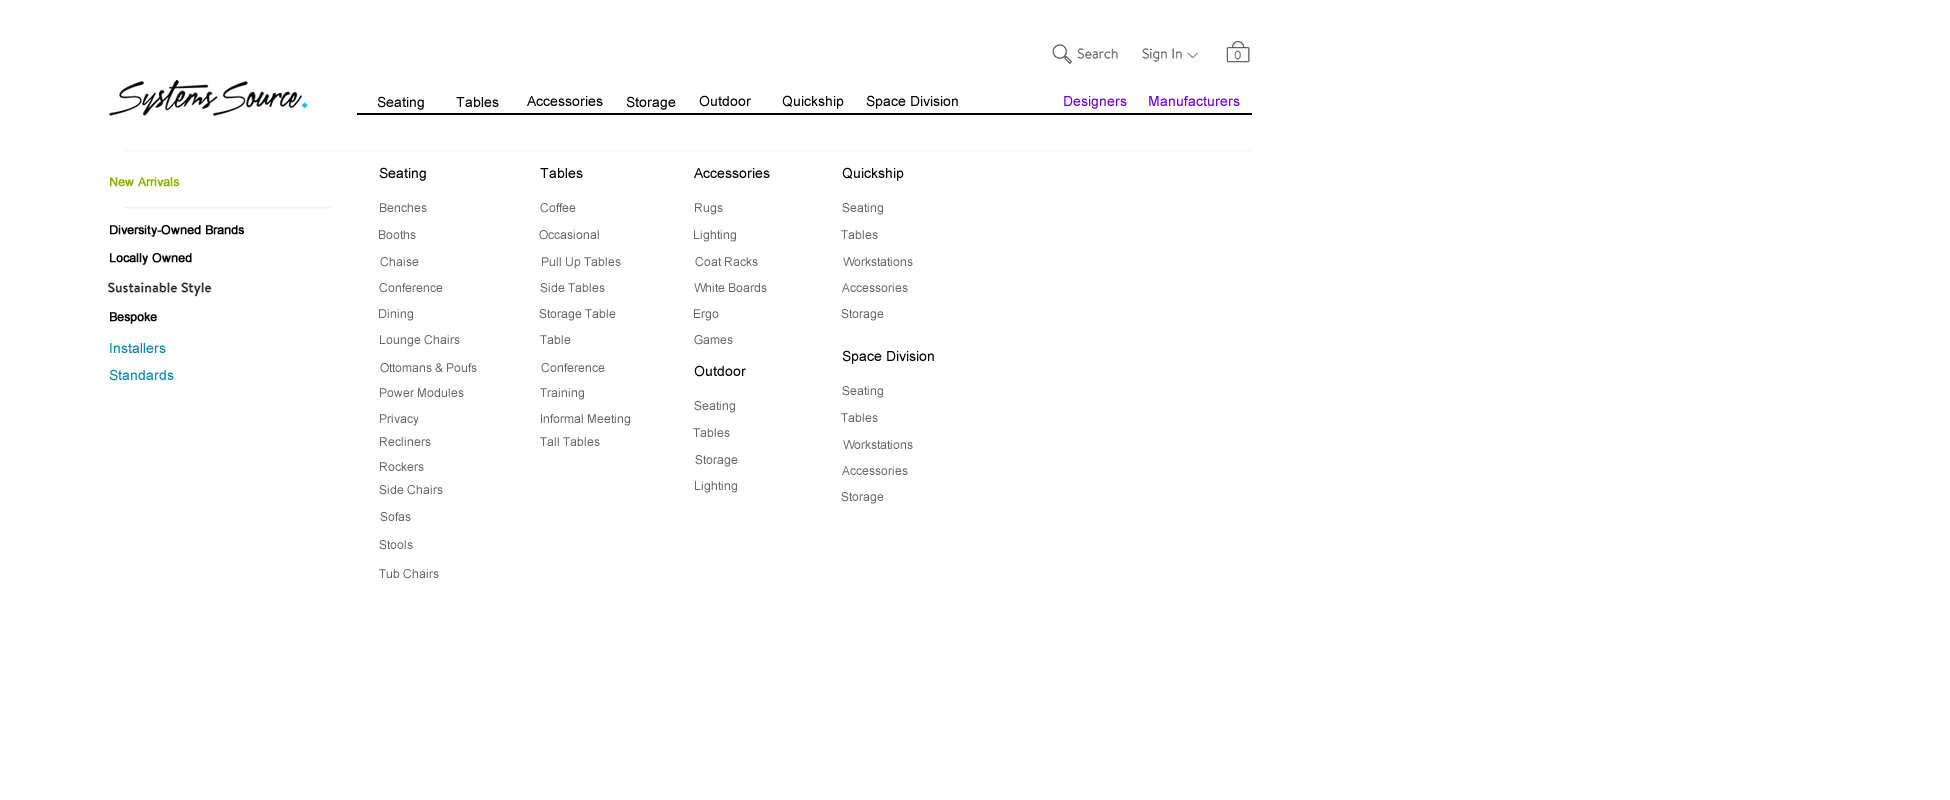 Search Sign In 0
Systems Source.
Seating Tables Accessories Storage Outdoor Quickship Space Division Designers Manufacturers
New Arrivals
Diversity-Owned Brands
Locally Owned
Sustainable Style
Bespoke
Installers
Standards
Seating
Benches
Booths
Chaise
Conference
Dining
Lounge Chairs
Ottomans & Poufs
Power Modules
Privacy
Recliners
Rockers
Side Chairs
Sofas
Stools
Tub Chairs
Tables
Coffee
Occasional
Pull Up Tables
Side Tables
Storage Table
Table
Conference
Training
Informal Meeting
Tall Tables
Accessories
Rugs
Lighting
Coat Racks
White Boards
Ergo
Games
Outdoor
Seating
Tables
Storage
Lighting
Quickship
Seating
Tables
Workstations
Accessories
Storage
Space Division
Seating
Tables
Workstations
Accessories
Storage